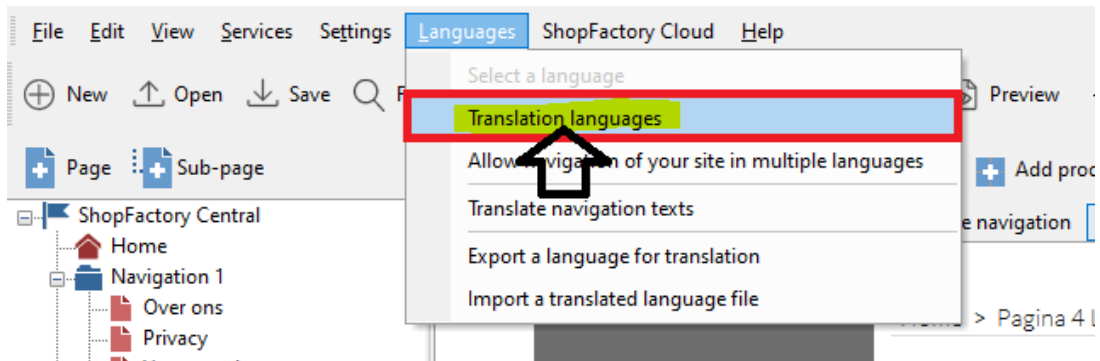 File Edit View Services Settings Languages ShopFactory Cloud Help
New Open Save
Preview
Page Sub-page
Select a language
Translation languages
Allow navigation of your site in multiple languages
Translate navigation texts
Export a language for translation
Import a translated language file
Add
navigation
ShopFactory Central
Home
Navigation 1
Over ons
Privacy
> Pagina 4